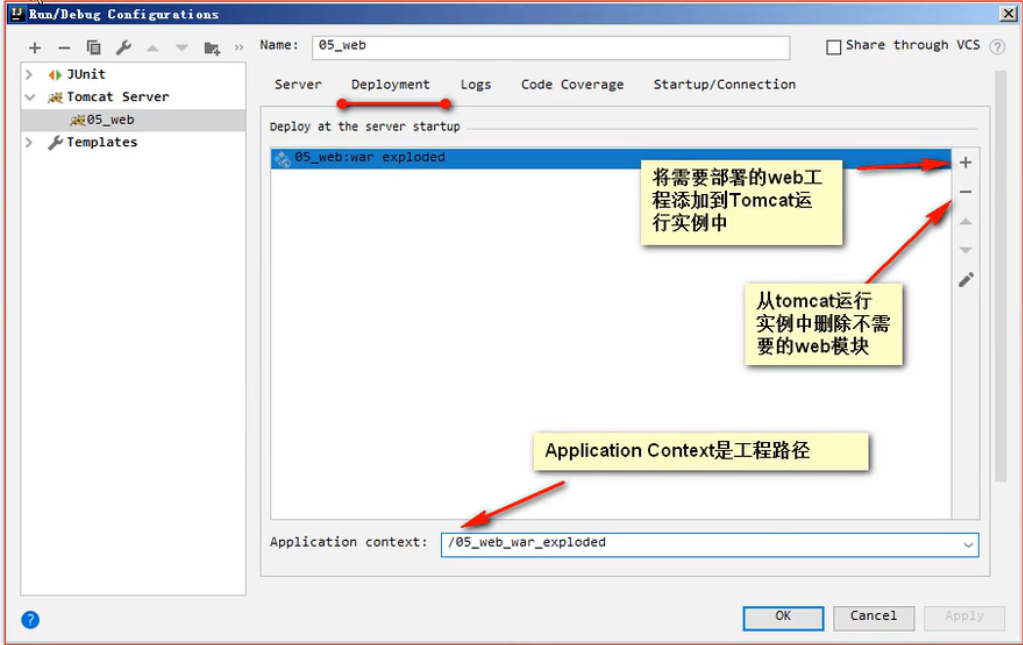 Run/Debug Configurations
Name: 05_web
Share through VCS ?
JUnit
Tomcat Server
05_web
Templates
Server Deployment Logs Code Coverage Startup/Connection
Deploy at the server startup
05_web:war exploded
将需要部署的web工
程添加到Tomcat运
行实例中
从tomcat运行
实例中删除不需
要的web模块
Application Context是工程路径
Application context: /05_web_war_exploded
? OK Cancel Apply